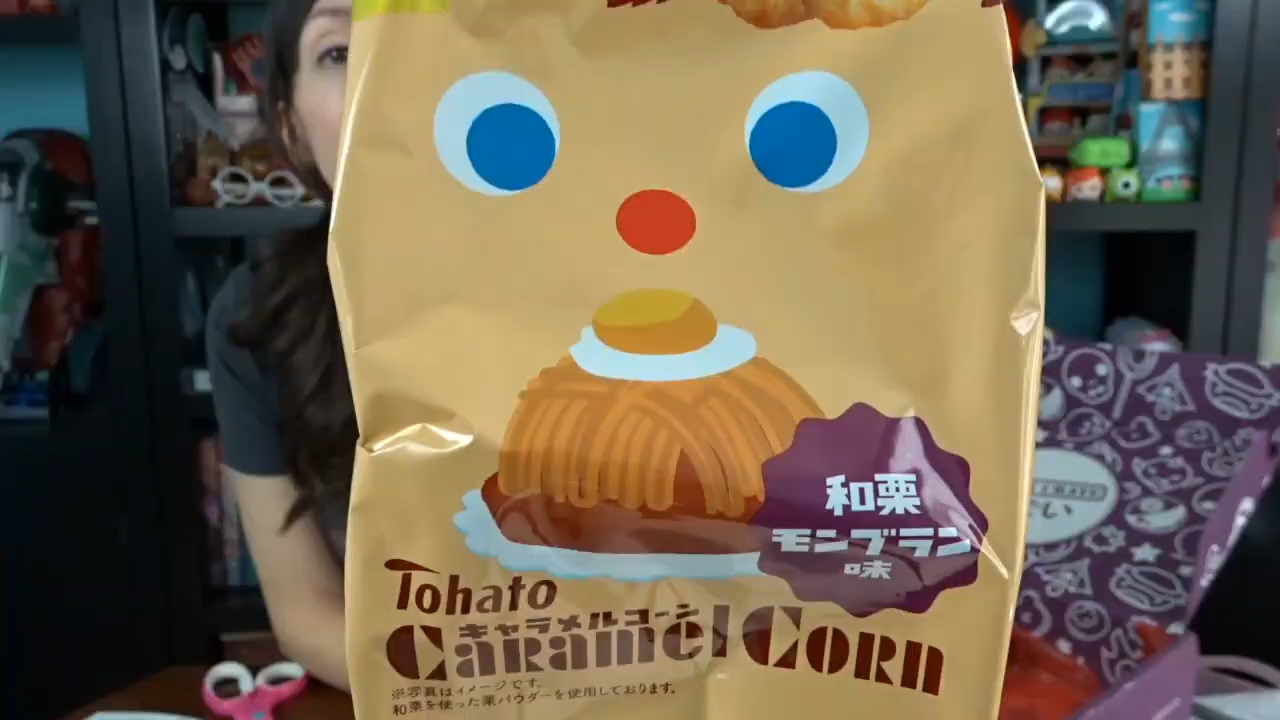 和栗
モンブラン
味
Tohato
キャラメルコーン
Caramel Corn
※写真はイメージです。
和栗を使った栗パウダーを使用しております。